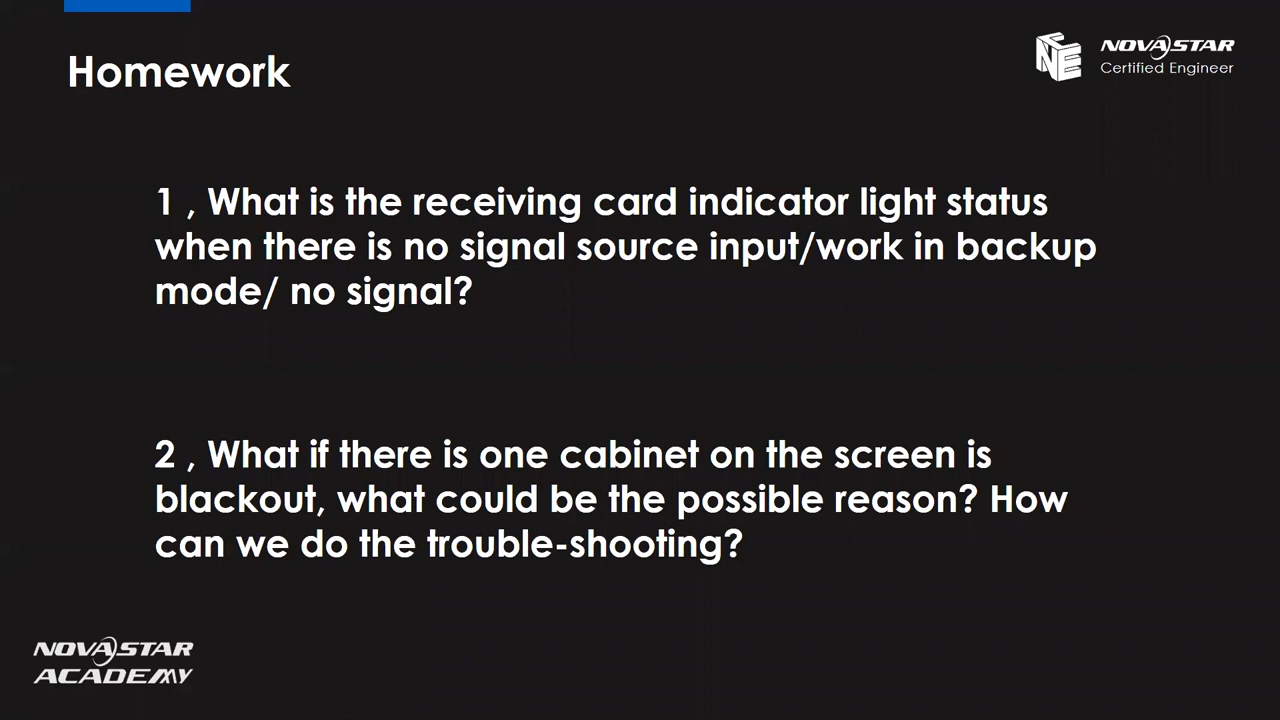 Homework
NOVASTAR
Certified Engineer
1 , What is the receiving card indicator light status
when there is no signal source input/work in backup
mode/ no signal?
2 , What if there is one cabinet on the screen is
blackout, what could be the possible reason? How
can we do the trouble-shooting?
NOVASTAR
ACADEMY